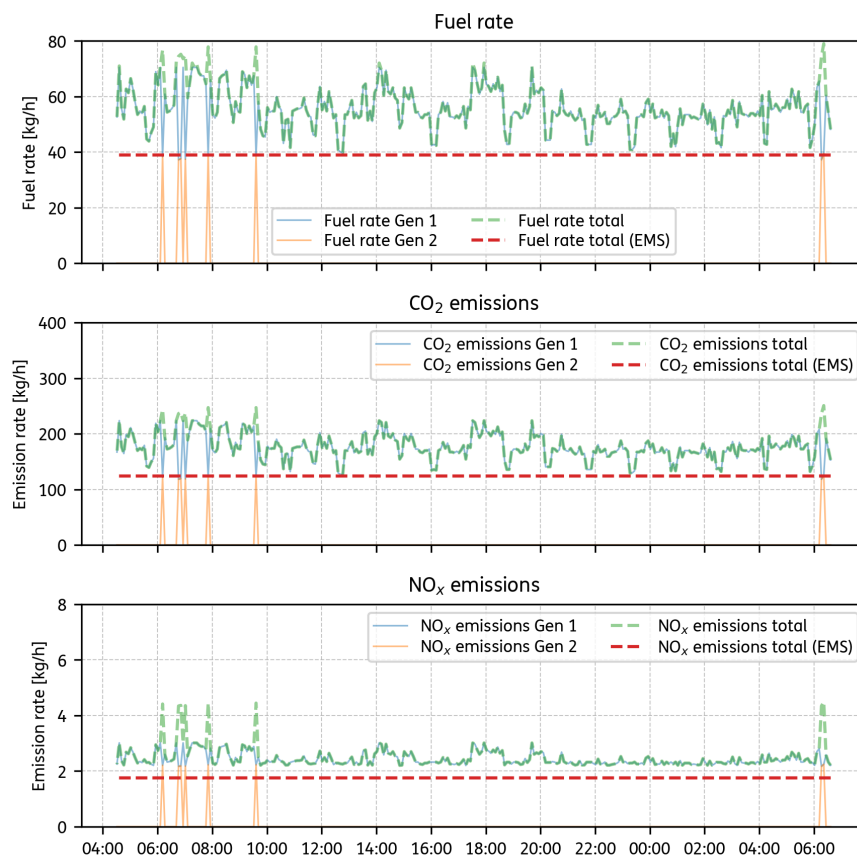 Fuel rate
80
60
40
20
0
Fuel rate [kg/h]
Fuel rate Gen 1
Fuel rate Gen 2
Fuel rate total
Fuel rate total (EMS)
CO₂ emissions
400
300
200
100
0
Emission rate [kg/h]
CO₂ emissions Gen 1
CO₂ emissions Gen 2
CO₂ emissions total
CO₂ emissions total (EMS)
NOₓ emissions
8
6
4
2
0
Emission rate [kg/h]
NOₓ emissions Gen 1
NOₓ emissions Gen 2
NOₓ emissions total
NOₓ emissions total (EMS)
04:00 06:00 08:00 10:00 12:00 14:00 16:00 18:00 20:00 22:00 00:00 02:00 04:00 06:00